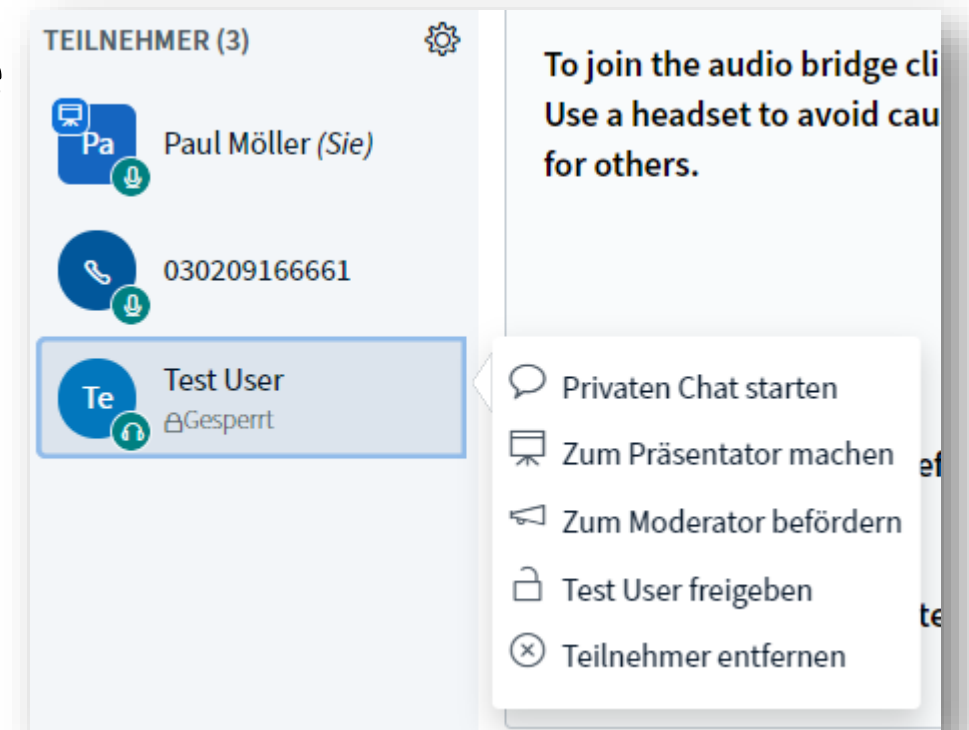 TEILNEHMER (3)
Pa
Paul Möller (Sie)
030209166661
Te
Test User
Gesperrt
To join the audio bridge cli
Use a headset to avoid cau
for others.
Privaten Chat starten
Zum Präsentator machen
Zum Moderator befördern
Test User freigeben
Teilnehmer entfernen